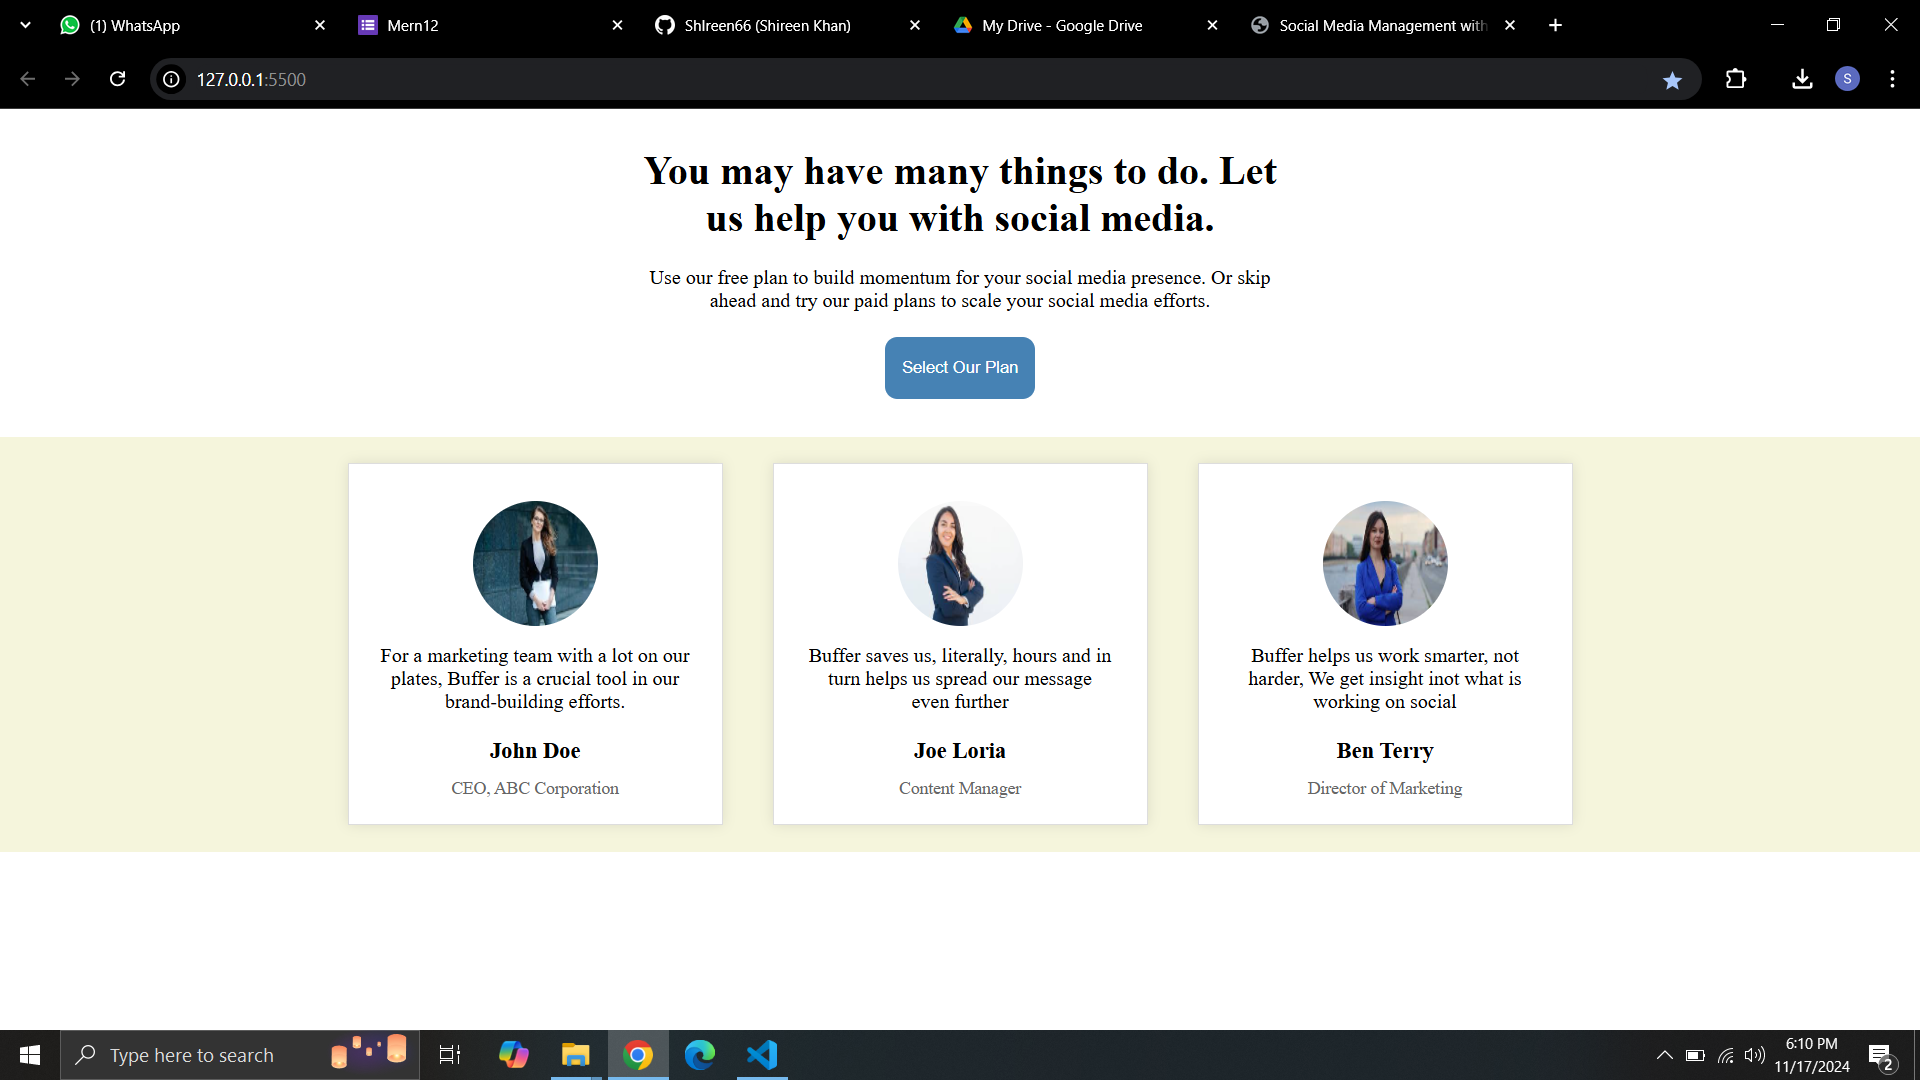 (1) WhatsApp
Mern12
ShIreen66 (Shireen Khan)
My Drive - Google Drive
Social Media Management with
127.0.0.1:5500
S
You may have many things to do. Let
us help you with social media.
Use our free plan to build momentum for your social media presence. Or skip
ahead and try our paid plans to scale your social media efforts.
Select Our Plan
For a marketing team with a lot on our
plates, Buffer is a crucial tool in our
brand-building efforts.
John Doe
CEO, ABC Corporation
Buffer saves us, literally, hours and in
turn helps us spread our message
even further
Joe Loria
Content Manager
Buffer helps us work smarter, not
harder, We get insight inot what is
working on social
Ben Terry
Director of Marketing
Type here to search
6:10 PM
11/17/2024
2